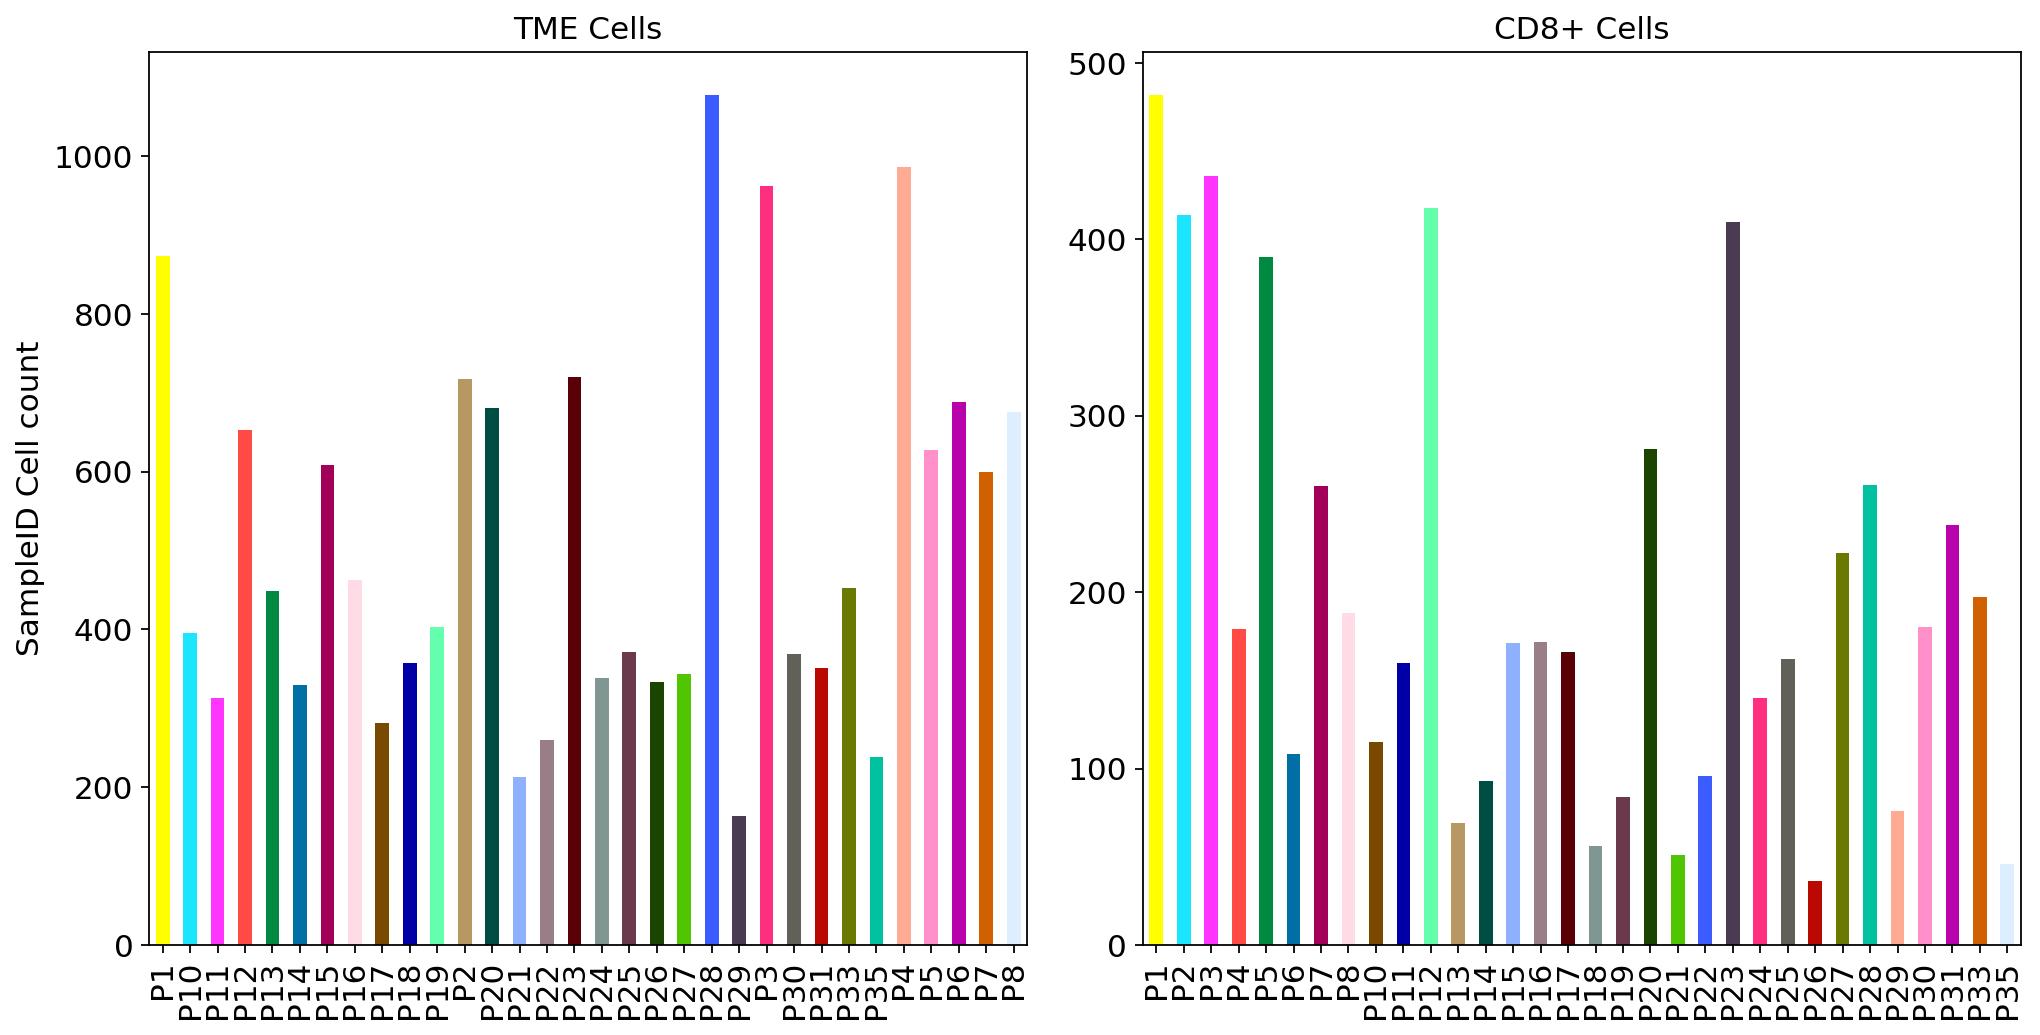 TME Cells
CD8+ Cells
SampleID Cell count
1000
800
600
400
200
0
P1 P10 P11 P12 P13 P14 P15 P16 P17 P18 P19 P2 P20 P21 P22 P23 P24 P25 P26 P27 P28 P29 P3 P30 P31 P33 P35 P4 P5 P6 P7 P8
500
400
300
200
100
0
P1 P2 P3 P4 P5 P6 P7 P8 P10 P11 P12 P13 P14 P15 P16 P17 P18 P19 P20 P21 P22 P23 P24 P25 P26 P27 P28 P29 P30 P31 P33 P35